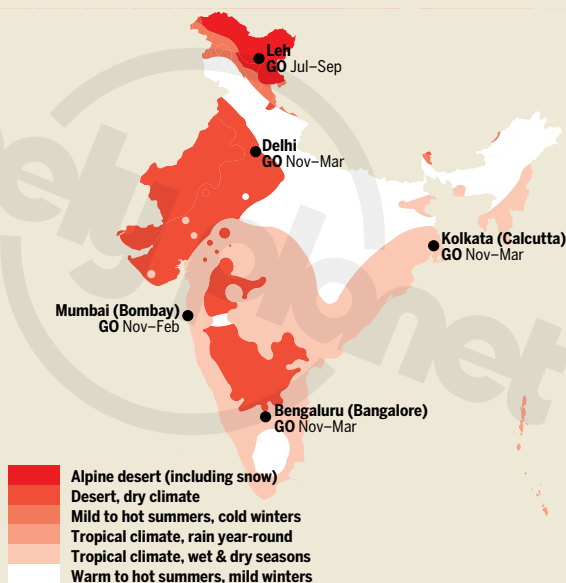 Leh
GO Jul–Sep
Delhi
GO Nov–Mar
Kolkata (Calcutta)
GO Nov–Mar
Mumbai (Bombay)
GO Nov–Feb
Bengaluru (Bangalore)
GO Nov–Mar
Alpine desert (including snow)
Desert, dry climate
Mild to hot summers, cold winters
Tropical climate, rain year-round
Tropical climate, wet & dry seasons
Warm to hot summers, mild winters
ely planet